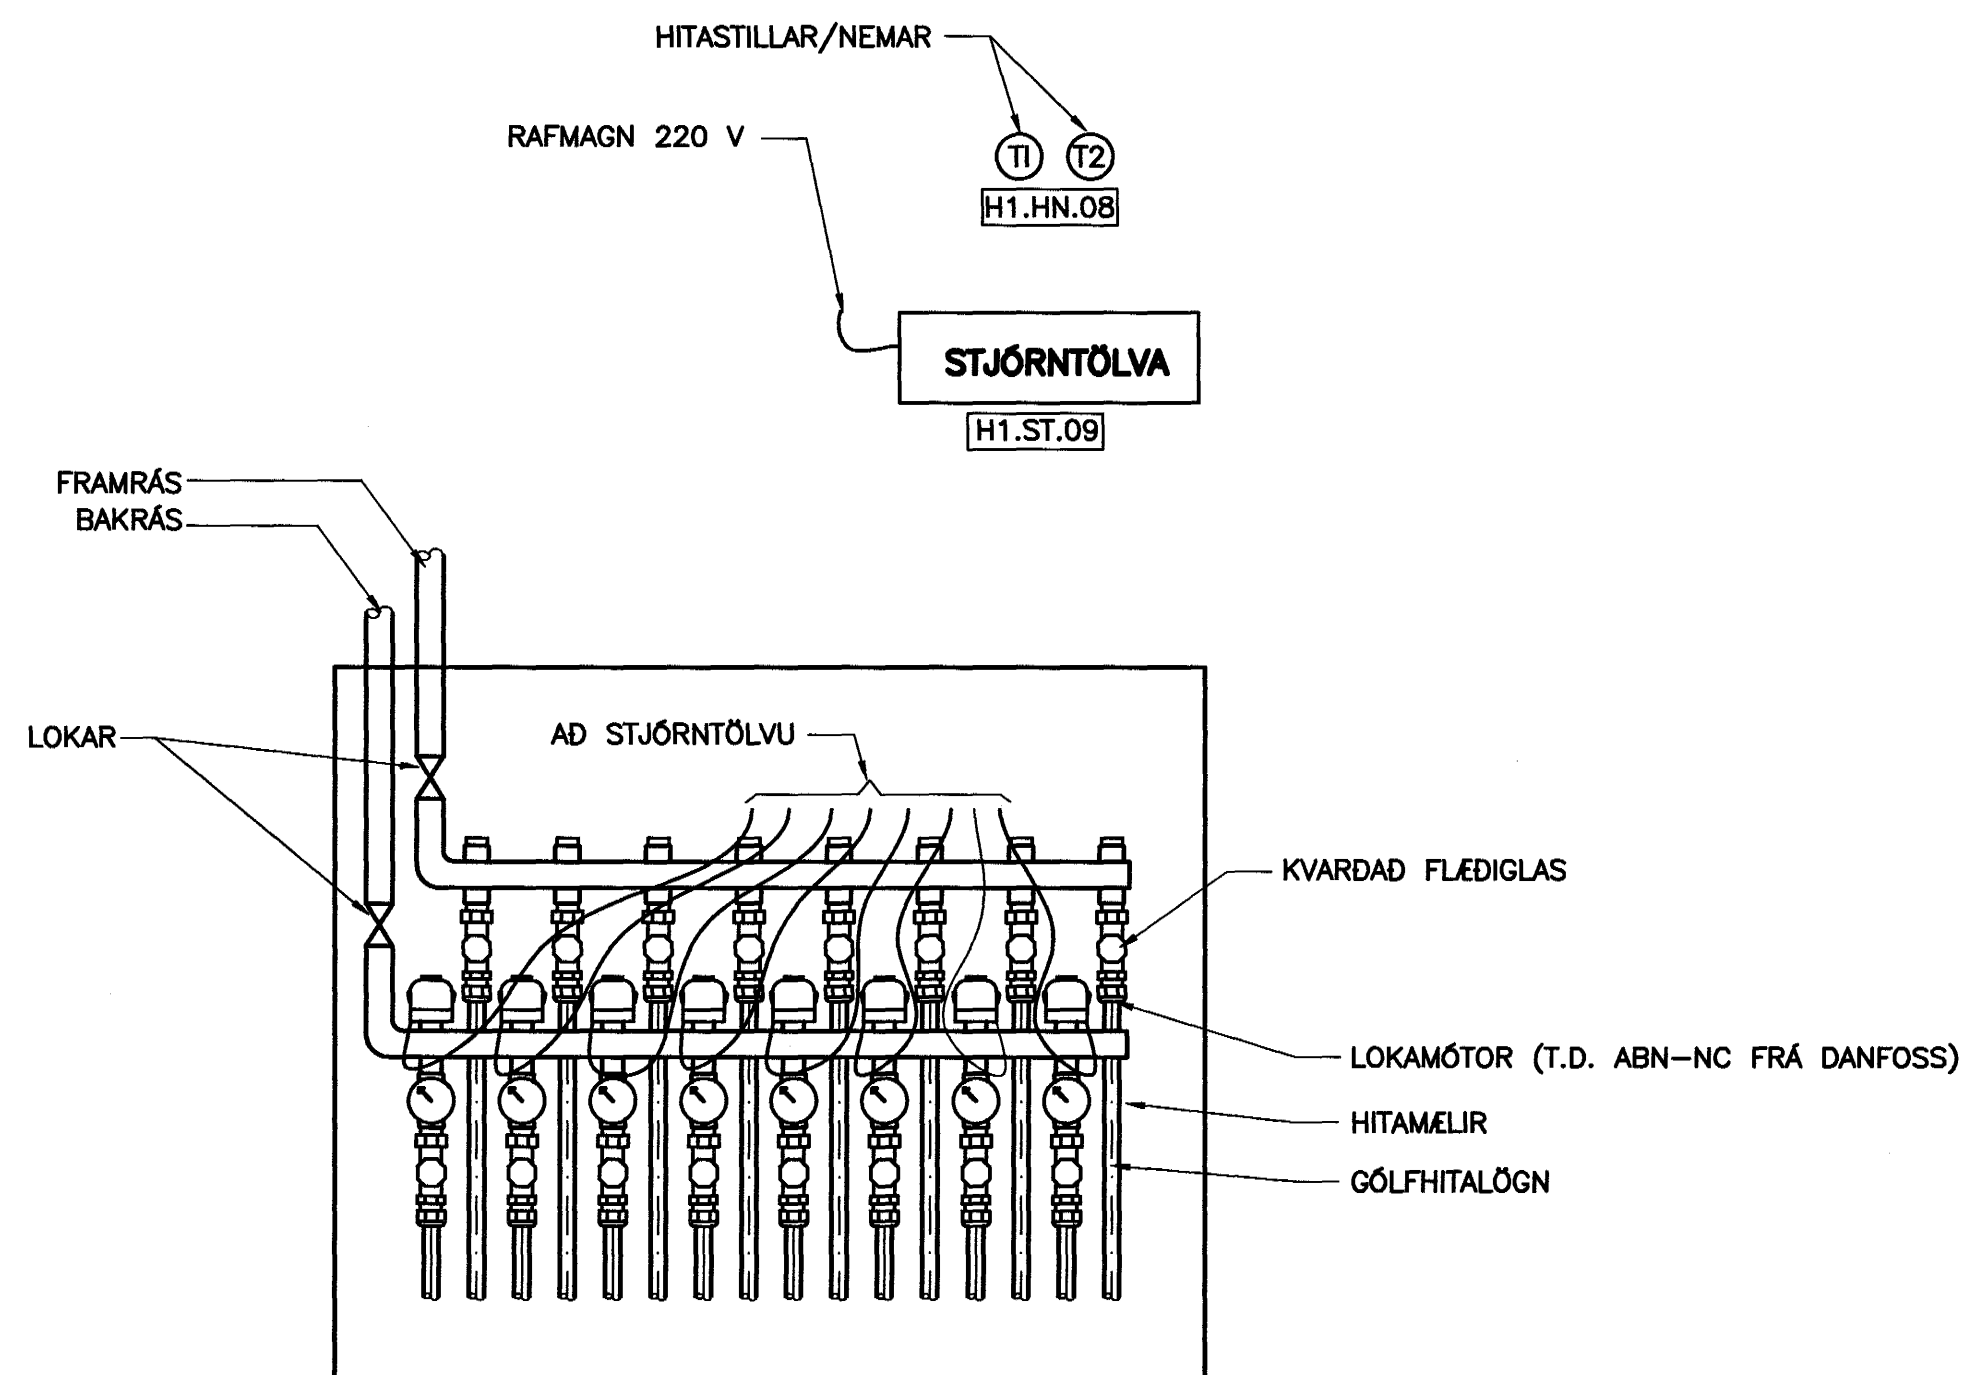 HITASTILLAR/NEMAR
RAFMAGN 220 V
T1 T2
H1.HN.08
STJÓRNTÖLVA
H1.ST.09
FRAMRÁS
BAKRÁS
LOKAR
AÐ STJÓRNTÖLVU
KVARÐAÐ FLÆÐIGLAS
LOKAMÓTOR (T.D. ABN-NC FRÁ DANFOSS)
HITAMÆLIR
GÓLFHITALÖGN